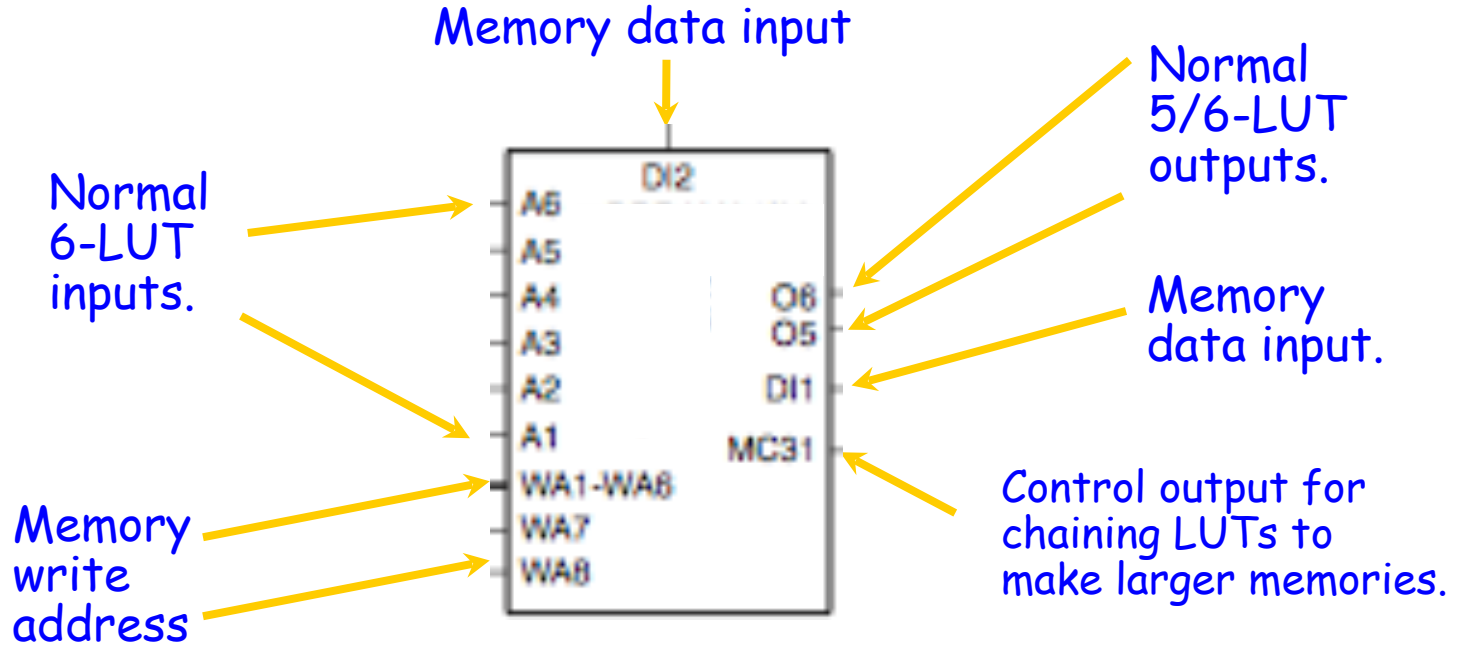 Memory data input
Normal
6-LUT
inputs.
Memory
write
address
DI2
A6
A5
A4
A3
A2
A1
WA1-WA6
WA7
WA8
O6
O5
DI1
MC31
Normal
5/6-LUT
outputs.
Memory
data input.
Control output for
chaining LUTs to
make larger memories.